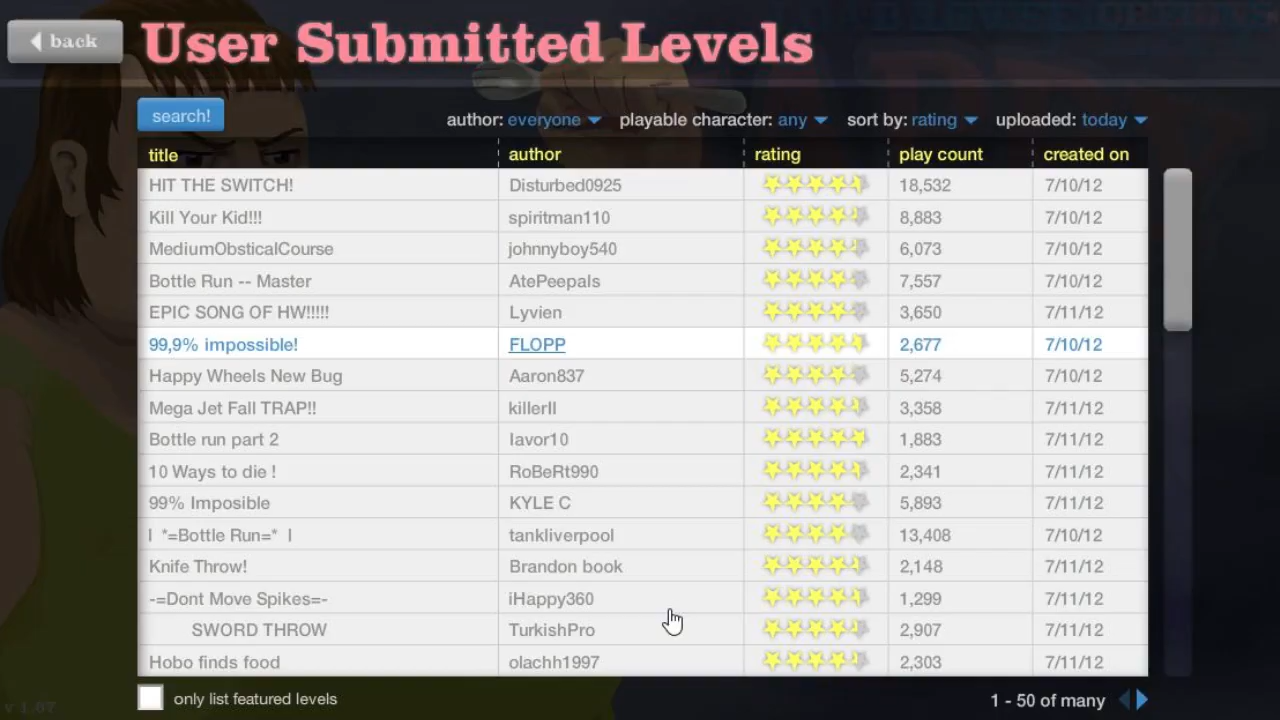 back
User Submitted Levels
search!
author: everyone playable character: any sort by: rating uploaded: today
title author rating play count created on
HIT THE SWITCH! Disturbed0925 18,532 7/10/12
Kill Your Kid!!! spiritman110 8,883 7/10/12
MediumObsticalCourse johnnyboy540 6,073 7/10/12
Bottle Run -- Master AtePeepals 7,557 7/10/12
EPIC SONG OF HW!!!!! Lyvien 3,650 7/11/12
99,9% impossible! FLOPP 2,677 7/10/12
Happy Wheels New Bug Aaron837 5,274 7/10/12
Mega Jet Fall TRAP!! killerII 3,358 7/11/12
Bottle run part 2 lavor10 1,883 7/11/12
10 Ways to die ! RoBeRt990 2,341 7/11/12
99% Imposible KYLE C 5,893 7/11/12
| *=Bottle Run=* | tankliverpool 13,408 7/10/12
Knife Throw! Brandon book 2,148 7/11/12
-=Dont Move Spikes=- iHappy360 1,299 7/11/12
SWORD THROW TurkishPro 2,907 7/11/12
Hobo finds food olachh1997 2,303 7/11/12
only list featured levels
1 - 50 of many
v 1.67